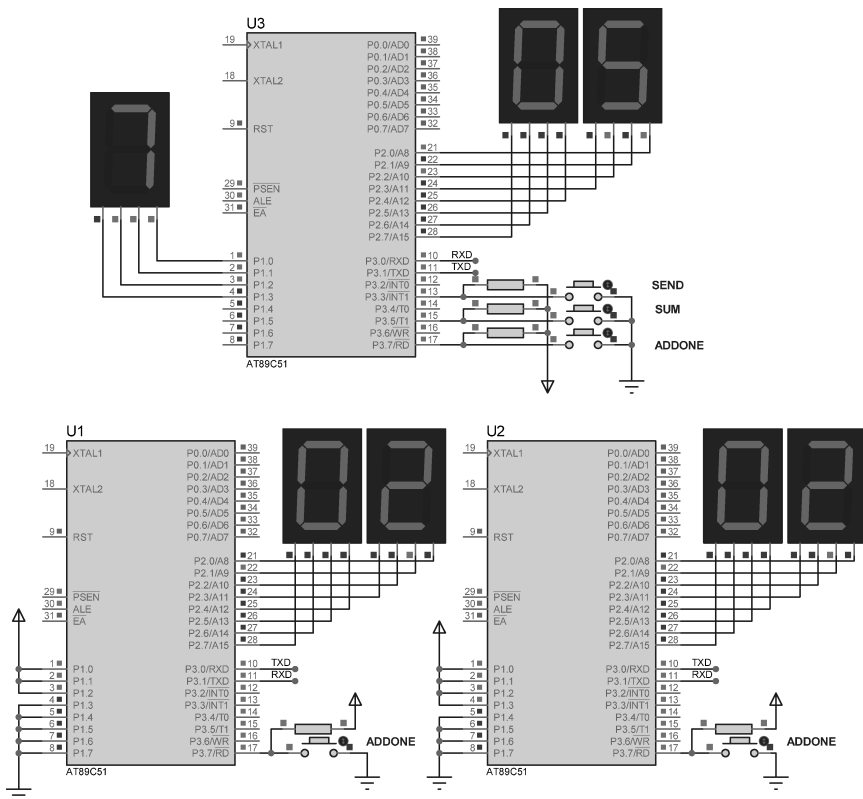 U3
19 XTAL1 P0.0/AD0 39
P0.1/AD1 38
P0.2/AD2 37
18 XTAL2 P0.3/AD3 36
P0.4/AD4 35
P0.5/AD5 34
P0.6/AD6 33
9 RST P0.7/AD7 32
0 5
7
P2.0/A8 21
P2.1/A9 22
P2.2/A10 23
29 PSEN P2.3/A11 24
30 ALE P2.4/A12 25
31 EA P2.5/A13 26
P2.6/A14 27
P2.7/A15 28
1 P1.0 P3.0/RXD 10 RXD
2 P1.1 P3.1/TXD 11 TXD
3 P1.2 P3.2/INT0 12
4 P1.3 P3.3/INT1 13 SEND
5 P1.4 P3.4/T0 14
6 P1.5 P3.5/T1 15 SUM
7 P1.6 P3.6/WR 16
8 P1.7 P3.7/RD 17 ADDONE
AT89C51
U1
19 XTAL1 P0.0/AD0 39
P0.1/AD1 38
P0.2/AD2 37
18 XTAL2 P0.3/AD3 36
P0.4/AD4 35
P0.5/AD5 34
P0.6/AD6 33
9 RST P0.7/AD7 32
0 2
P2.0/A8 21
P2.1/A9 22
P2.2/A10 23
29 PSEN P2.3/A11 24
30 ALE P2.4/A12 25
31 EA P2.5/A13 26
P2.6/A14 27
P2.7/A15 28
1 P1.0 P3.0/RXD 10 TXD
2 P1.1 P3.1/TXD 11 RXD
3 P1.2 P3.2/INT0 12
4 P1.3 P3.3/INT1 13
5 P1.4 P3.4/T0 14
6 P1.5 P3.5/T1 15
7 P1.6 P3.6/WR 16 ADDONE
8 P1.7 P3.7/RD 17
AT89C51
U2
19 XTAL1 P0.0/AD0 39
P0.1/AD1 38
P0.2/AD2 37
18 XTAL2 P0.3/AD3 36
P0.4/AD4 35
P0.5/AD5 34
P0.6/AD6 33
9 RST P0.7/AD7 32
0 2
P2.0/A8 21
P2.1/A9 22
P2.2/A10 23
29 PSEN P2.3/A11 24
30 ALE P2.4/A12 25
31 EA P2.5/A13 26
P2.6/A14 27
P2.7/A15 28
1 P1.0 P3.0/RXD 10 TXD
2 P1.1 P3.1/TXD 11 RXD
3 P1.2 P3.2/INT0 12
4 P1.3 P3.3/INT1 13
5 P1.4 P3.4/T0 14
6 P1.5 P3.5/T1 15
7 P1.6 P3.6/WR 16 ADDONE
8 P1.7 P3.7/RD 17
AT89C51